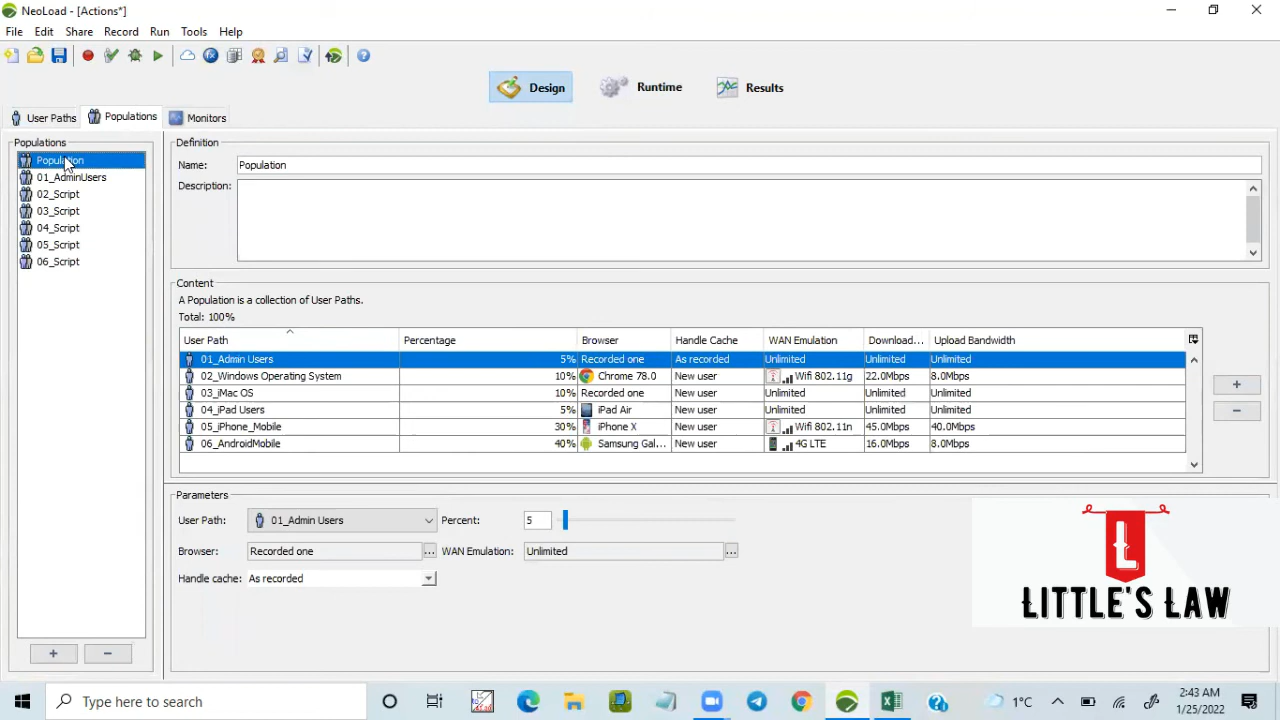 NeoLoad - [Actions*]
File Edit Share Record Run Tools Help
Design Runtime Results
User Paths Populations Monitors
Populations
Population
01_AdminUsers
02_Script
03_Script
04_Script
05_Script
06_Script
Definition
Name: Population
Description:
Content
A Population is a collection of User Paths.
Total: 100%
User Path Percentage Browser Handle Cache WAN Emulation Download... Upload Bandwidth
01_Admin Users 5% Recorded one As recorded Unlimited Unlimited Unlimited
02_Windows Operating System 10% Chrome 78.0 New user Wifi 802.11g 22.0Mbps 8.0Mbps
03_iMac OS 10% Recorded one New user Unlimited Unlimited Unlimited
04_iPad Users 5% iPad Air New user Unlimited Unlimited Unlimited
05_iPhone_Mobile 30% iPhone X New user Wifi 802.11n 45.0Mbps 40.0Mbps
06_AndroidMobile 40% Samsung Gal... New user 4G LTE 16.0Mbps 8.0Mbps
Parameters
User Path: 01_Admin Users Percent: 5
Browser: Recorded one ... WAN Emulation: Unlimited ...
Handle cache: As recorded
L
LITTLE'S LAW
Type here to search
1°C
2:43 AM
1/25/2022